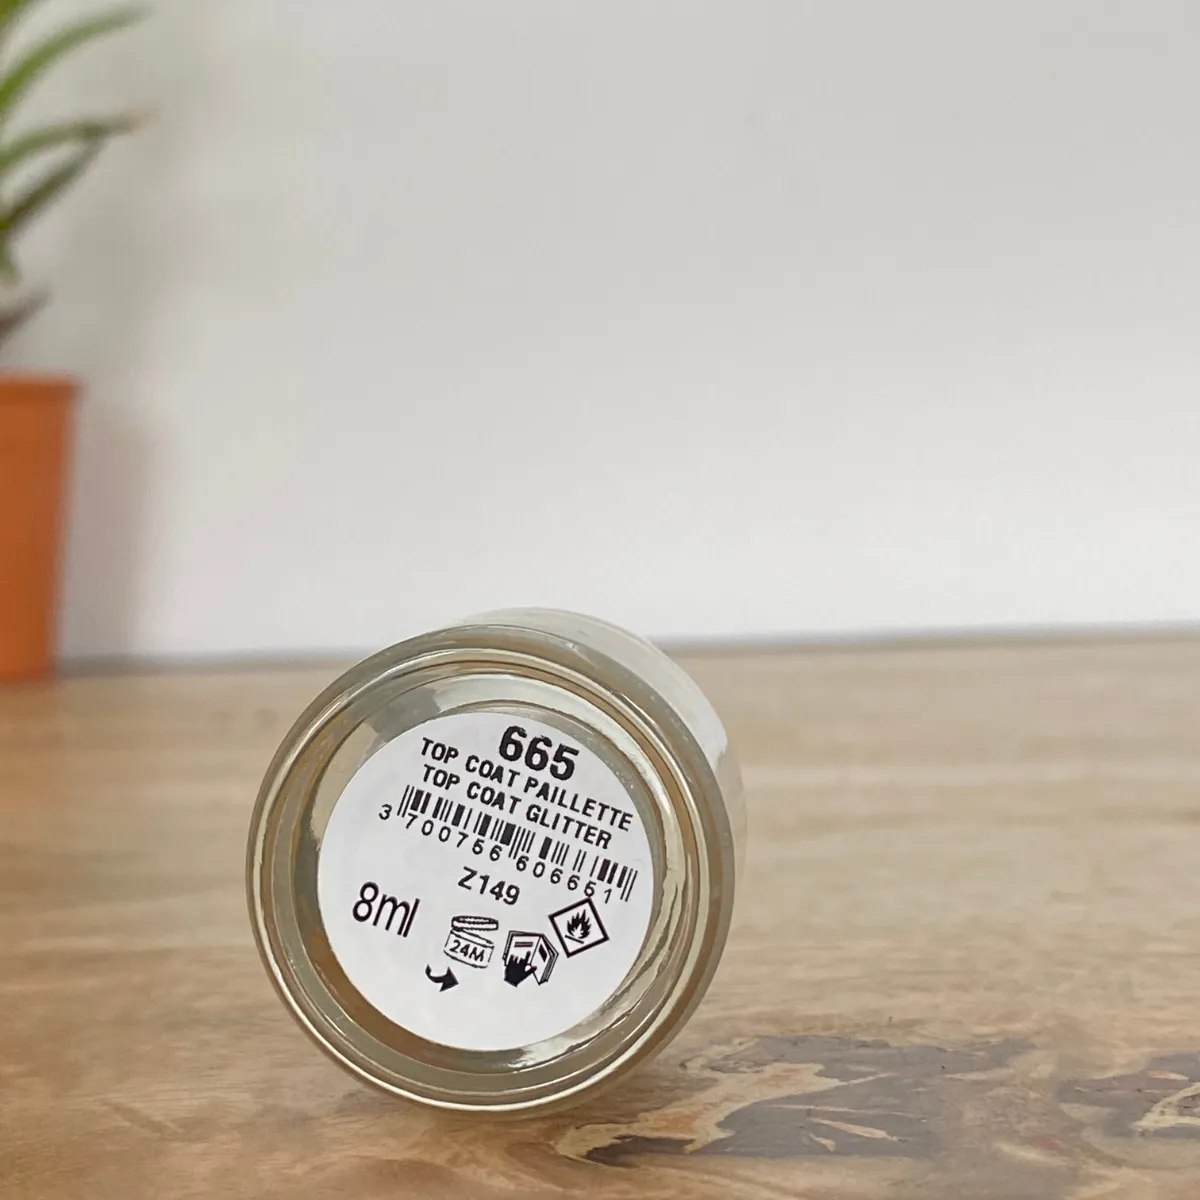 665
TOP COAT PAILLETTE
TOP COAT GLITTER
3 700756 606651
Z149
8ml
24M